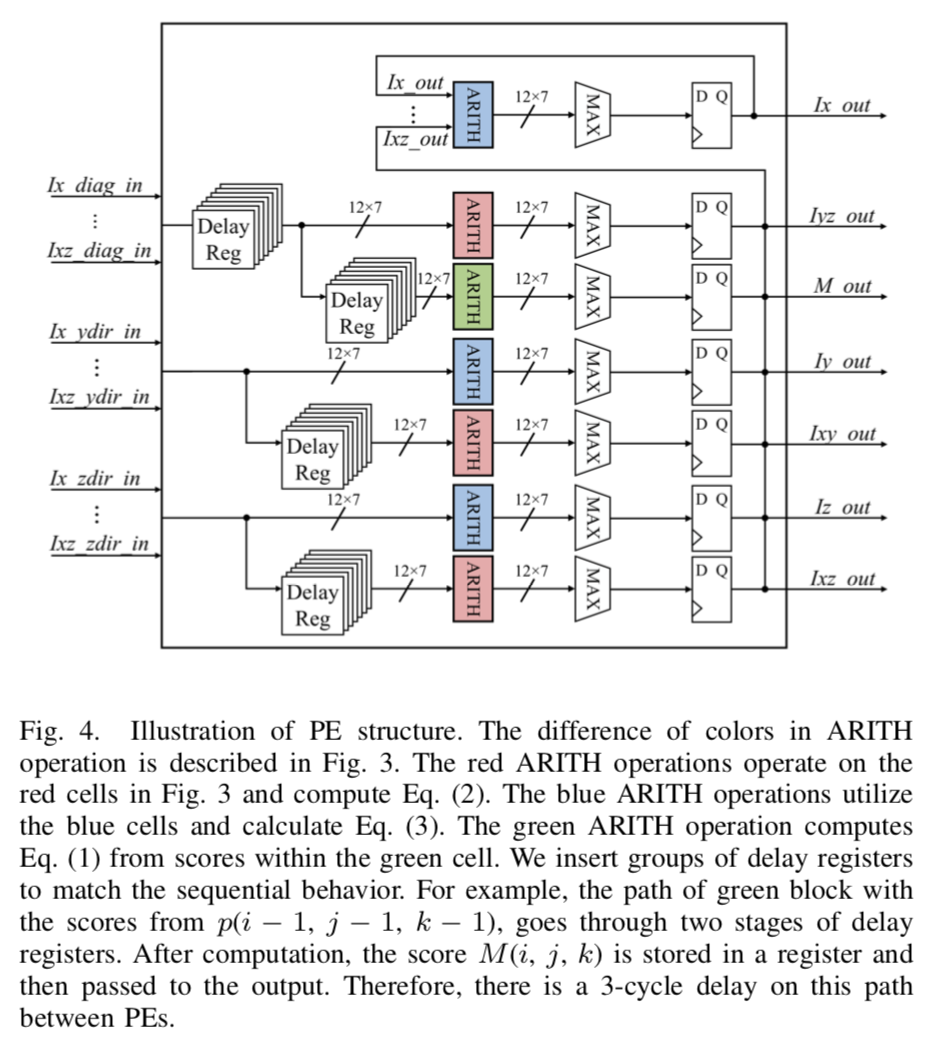 Ix_out
⋮
Ixz_out
ARITH
12×7
MAX
D Q
Ix_out
Ix_diag_in
⋮
Ixz_diag_in
Delay
Reg
12×7
ARITH
12×7
MAX
D Q
Iyz_out
Delay
Reg
12×7
ARITH
12×7
MAX
D Q
M_out
Ix_ydir_in
⋮
Ixz_ydir_in
12×7
ARITH
12×7
MAX
D Q
Iy_out
Delay
Reg
12×7
ARITH
12×7
MAX
D Q
Ixy_out
Ix_zdir_in
⋮
Ixz_zdir_in
12×7
ARITH
12×7
MAX
D Q
Iz_out
Delay
Reg
12×7
ARITH
12×7
MAX
D Q
Ixz_out
Fig. 4. Illustration of PE structure. The difference of colors in ARITH
operation is described in Fig. 3. The red ARITH operations operate on the
red cells in Fig. 3 and compute Eq. (2). The blue ARITH operations utilize
the blue cells and calculate Eq. (3). The green ARITH operation computes
Eq. (1) from scores within the green cell. We insert groups of delay registers
to match the sequential behavior. For example, the path of green block with
the scores from p(i − 1, j − 1, k − 1), goes through two stages of delay
registers. After computation, the score M(i, j, k) is stored in a register and
then passed to the output. Therefore, there is a 3-cycle delay on this path
between PEs.